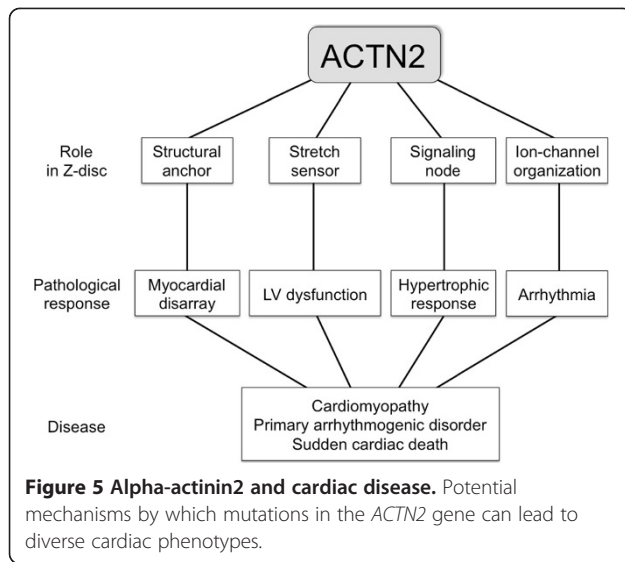 ACTN2
Role
in Z-disc
Structural
anchor
Stretch
sensor
Signaling
node
Ion-channel
organization
Pathological
response
Myocardial
disarray
LV dysfunction
Hypertrophic
response
Arrhythmia
Disease
Cardiomyopathy
Primary arrhythmogenic disorder
Sudden cardiac death
Figure 5 Alpha-actinin2 and cardiac disease. Potential
mechanisms by which mutations in the ACTN2 gene can lead to
diverse cardiac phenotypes.